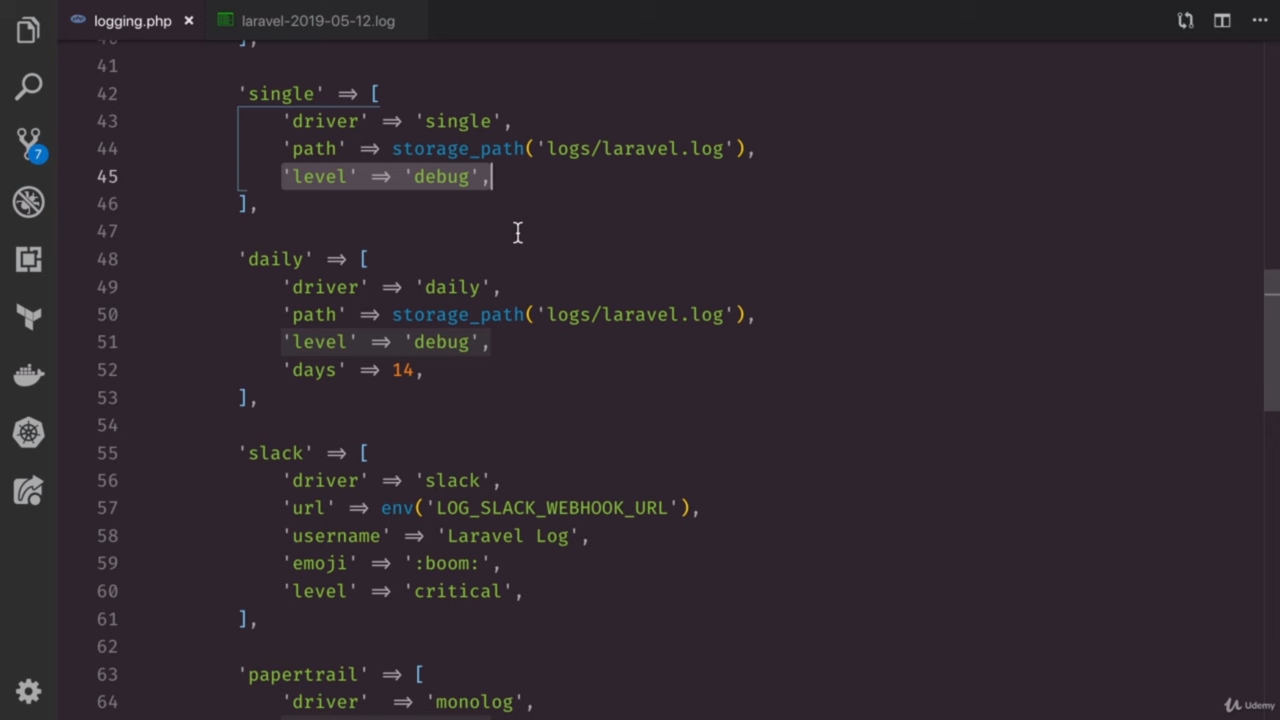 logging.php
laravel-2019-05-12.log
40 ],
41
42 'single' => [
43 'driver' => 'single',
44 'path' => storage_path('logs/laravel.log'),
45 'level' => 'debug',
46 ],
47
48 'daily' => [
49 'driver' => 'daily',
50 'path' => storage_path('logs/laravel.log'),
51 'level' => 'debug',
52 'days' => 14,
53 ],
54
55 'slack' => [
56 'driver' => 'slack',
57 'url' => env('LOG_SLACK_WEBHOOK_URL'),
58 'username' => 'Laravel Log',
59 'emoji' => ':boom:',
60 'level' => 'critical',
61 ],
62
63 'papertrail' => [
64 'driver' => 'monolog',
7
Udemy